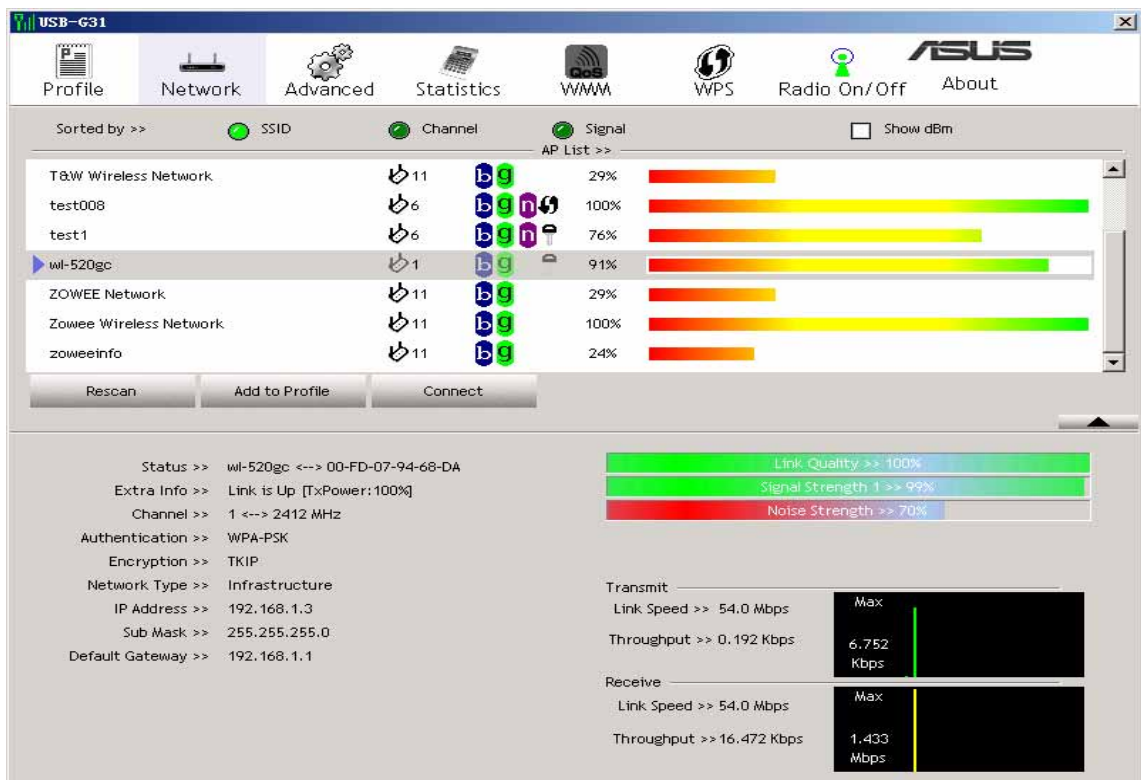 USB-G31
Profile Network Advanced Statistics WMM WPS Radio On/Off About
P QoS ASUS
Sorted by >> SSID Channel Signal Show dBm
AP List >>
T&W Wireless Network 11 b g 29%
test008 6 b g n 100%
test1 6 b g n 76%
wl-520gc 1 b g 91%
ZOWEE Network 11 b g 29%
Zowee Wireless Network 11 b g 100%
zoweeinfo 11 b g 24%
Rescan Add to Profile Connect
Status >> wl-520gc <--> 00-FD-07-94-68-DA
Extra Info >> Link is Up [TxPower:100%]
Channel >> 1 <--> 2412 MHz
Authentication >> WPA-PSK
Encryption >> TKIP
Network Type >> Infrastructure
IP Address >> 192.168.1.3
Sub Mask >> 255.255.255.0
Default Gateway >> 192.168.1.1
Link Quality >> 100%
Signal Strength 1 >> 99%
Noise Strength >> 70%
Transmit
Link Speed >> 54.0 Mbps
Throughput >> 0.192 Kbps
Max
6.752
Kbps
Receive
Link Speed >> 54.0 Mbps
Throughput >> 16.472 Kbps
Max
1.433
Mbps